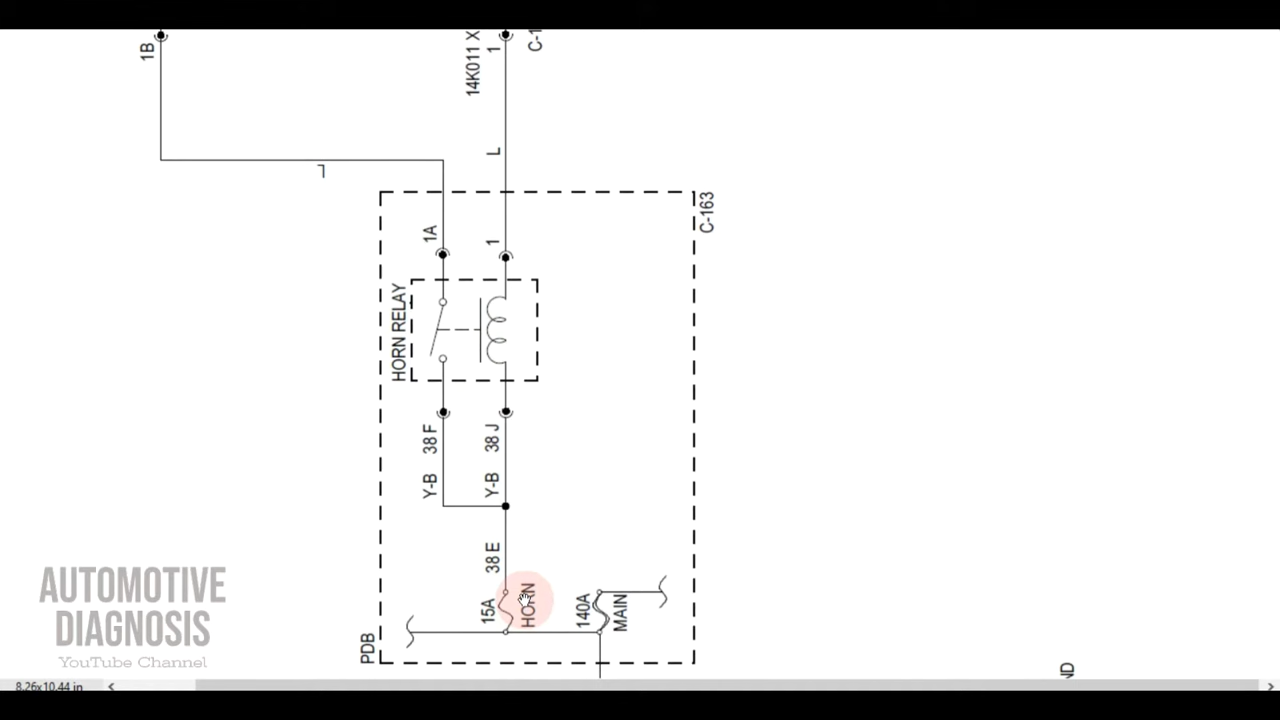 1B
14K011 X
1
C-1
L
L
C-163
1A
1
HORN RELAY
38 F
38 J
Y-B
Y-B
38 E
15A
HORN
140A
MAIN
PDB
AUTOMOTIVE
DIAGNOSIS
YouTube Channel
8.26x10.44 in
ND